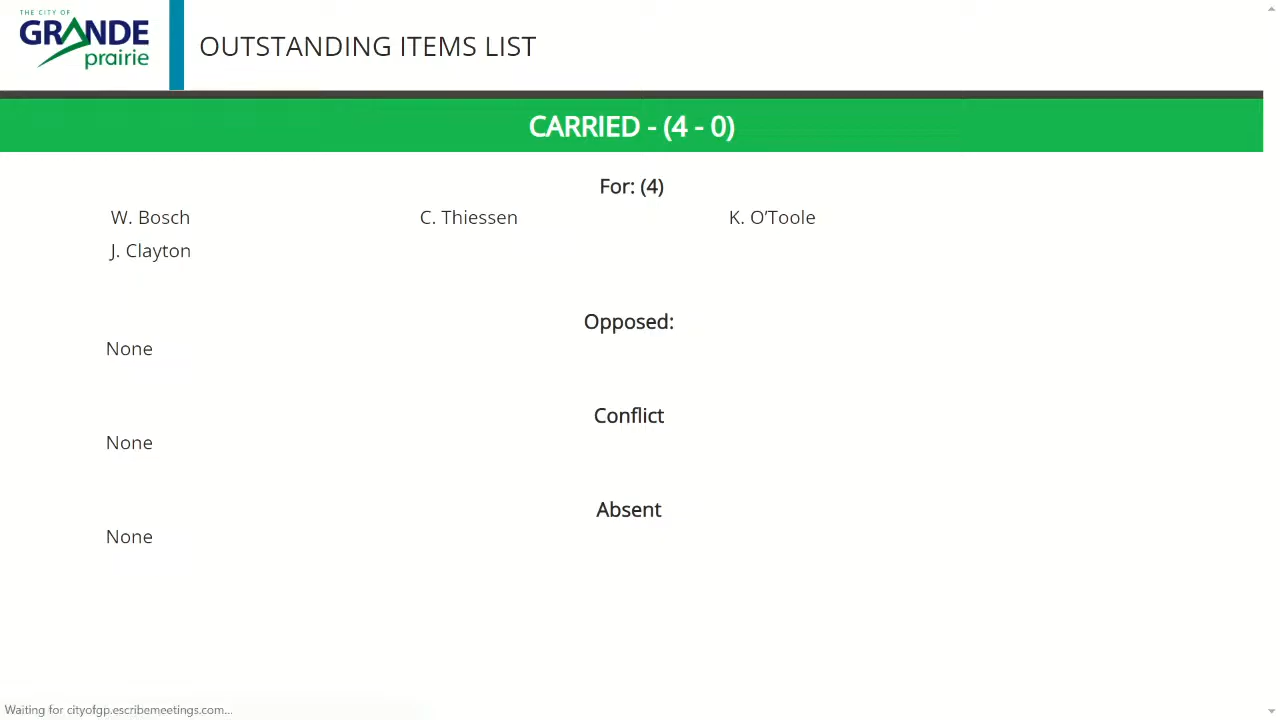 THE CITY OF
GRANDE
prairie
OUTSTANDING ITEMS LIST
CARRIED - (4 - 0)
For: (4)
W. Bosch C. Thiessen K. O’Toole
J. Clayton
Opposed:
None
Conflict
None
Absent
None
Waiting for cityofgp.escribemeetings.com...